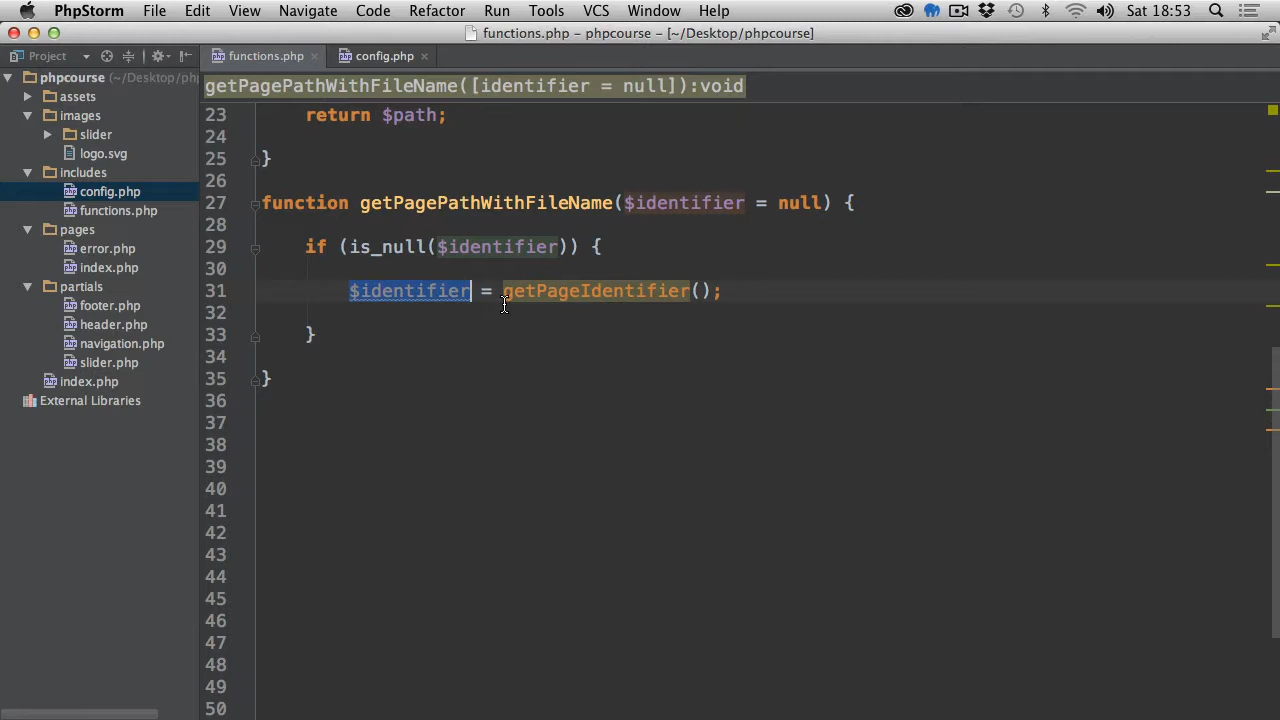 PhpStorm File Edit View Navigate Code Refactor Run Tools VCS Window Help Sat 18:53
functions.php – phpcourse – [~/Desktop/phpcourse]
Project functions.php config.php
getPagePathWithFileName([identifier = null]):void
phpcourse (~/Desktop/ph
assets
images
slider
logo.svg
includes
config.php
functions.php
pages
error.php
index.php
partials
footer.php
header.php
navigation.php
slider.php
index.php
External Libraries
23 return $path;
24
25 }
26
27 function getPagePathWithFileName($identifier = null) {
28
29 if (is_null($identifier)) {
30
31 $identifier = getPageIdentifier();
32
33 }
34
35 }
36
37
38
39
40
41
42
43
44
45
46
47
48
49
50